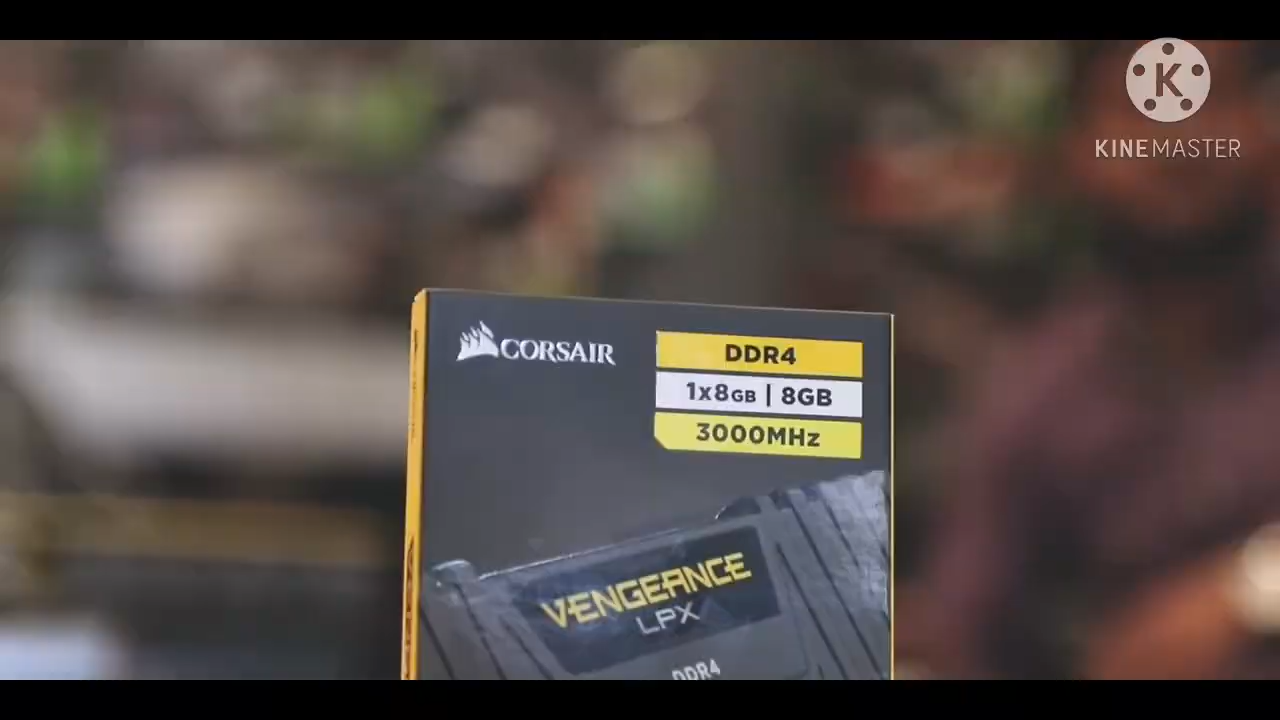 K
KINEMASTER
CORSAIR
DDR4
1x8GB | 8GB
3000MHz
VENGEANCE
LPX
DDR4